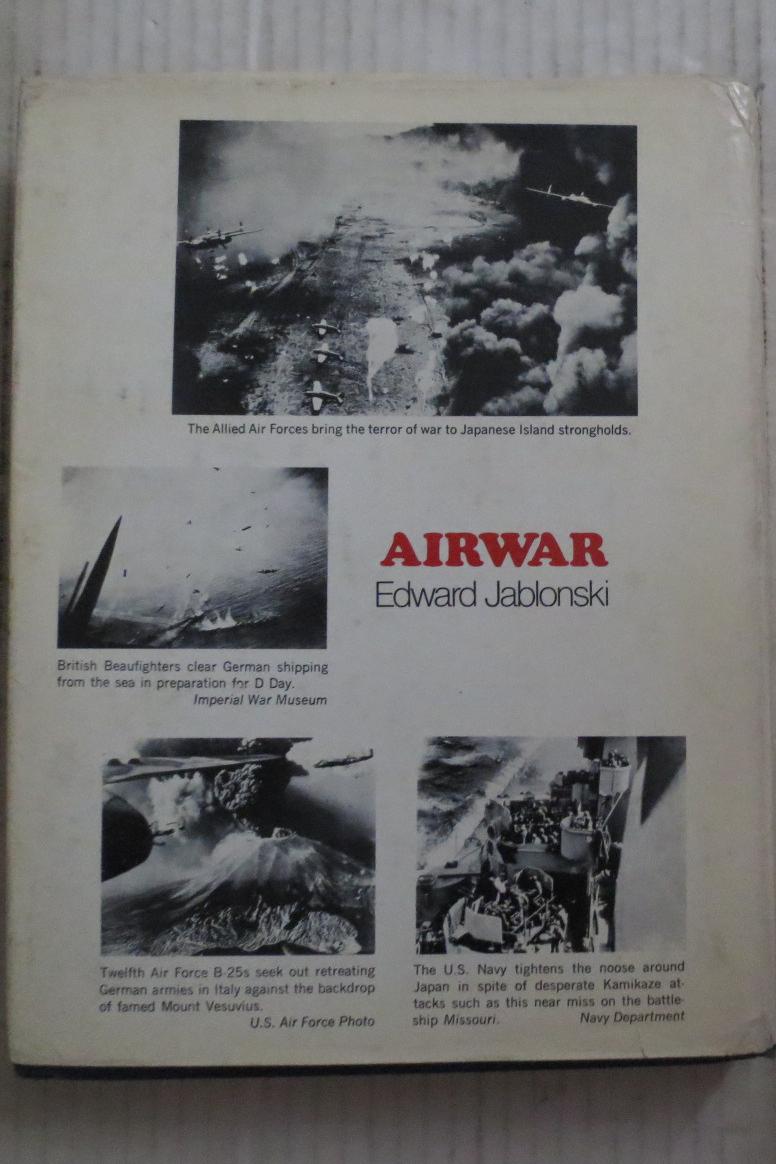 The Allied Air Forces bring the terror of war to Japanese Island strongholds.
AIRWAR
Edward Jablonski
British Beaufighters clear German shipping
from the sea in preparation for D Day.
Imperial War Museum
Twelfth Air Force B-25s seek out retreating
German armies in Italy against the backdrop
of famed Mount Vesuvius.
U.S. Air Force Photo
The U.S. Navy tightens the noose around
Japan in spite of desperate Kamikaze at-
tacks such as this near miss on the battle-
ship Missouri. Navy Department